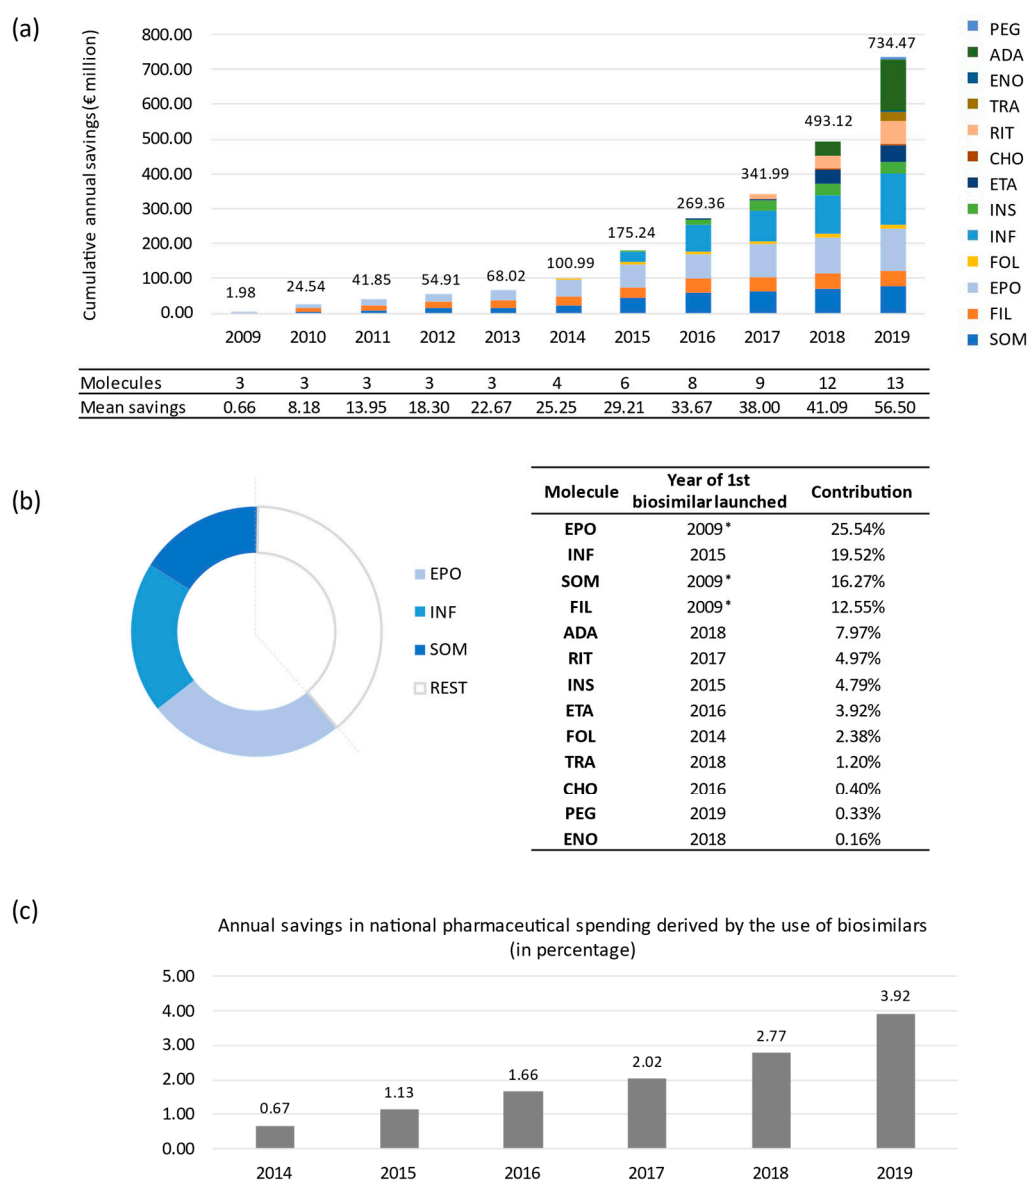 (a)
Cumulative annual savings(€ million)
800.00
700.00
600.00
500.00
400.00
300.00
200.00
100.00
0.00
1.98
24.54
41.85
54.91
68.02
100.99
175.24
269.36
341.99
493.12
734.47
2009 2010 2011 2012 2013 2014 2015 2016 2017 2018 2019
PEG
ADA
ENO
TRA
RIT
CHO
ETA
INS
INF
FOL
EPO
FIL
SOM
Molecules 3 3 3 3 3 4 6 8 9 12 13
Mean savings 0.66 8.18 13.95 18.30 22.67 25.25 29.21 33.67 38.00 41.09 56.50
(b)
EPO
INF
SOM
REST
Molecule Year of 1st biosimilar launched Contribution
EPO 2009 * 25.54%
INF 2015 19.52%
SOM 2009 * 16.27%
FIL 2009 * 12.55%
ADA 2018 7.97%
RIT 2017 4.97%
INS 2015 4.79%
ETA 2016 3.92%
FOL 2014 2.38%
TRA 2018 1.20%
CHO 2016 0.40%
PEG 2019 0.33%
ENO 2018 0.16%
(c)
Annual savings in national pharmaceutical spending derived by the use of biosimilars
(in percentage)
5.00
4.00
3.00
2.00
1.00
0.00
0.67
1.13
1.66
2.02
2.77
3.92
2014 2015 2016 2017 2018 2019